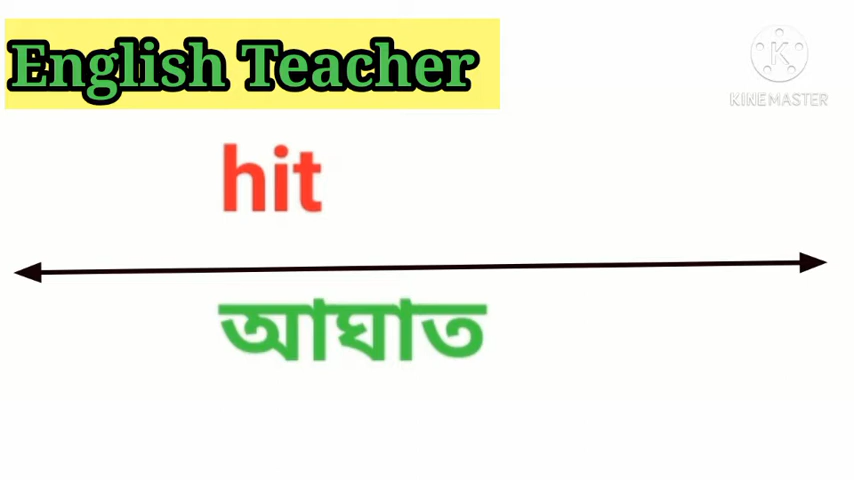 English Teacher
K
KINEMASTER
hit
আঘাত